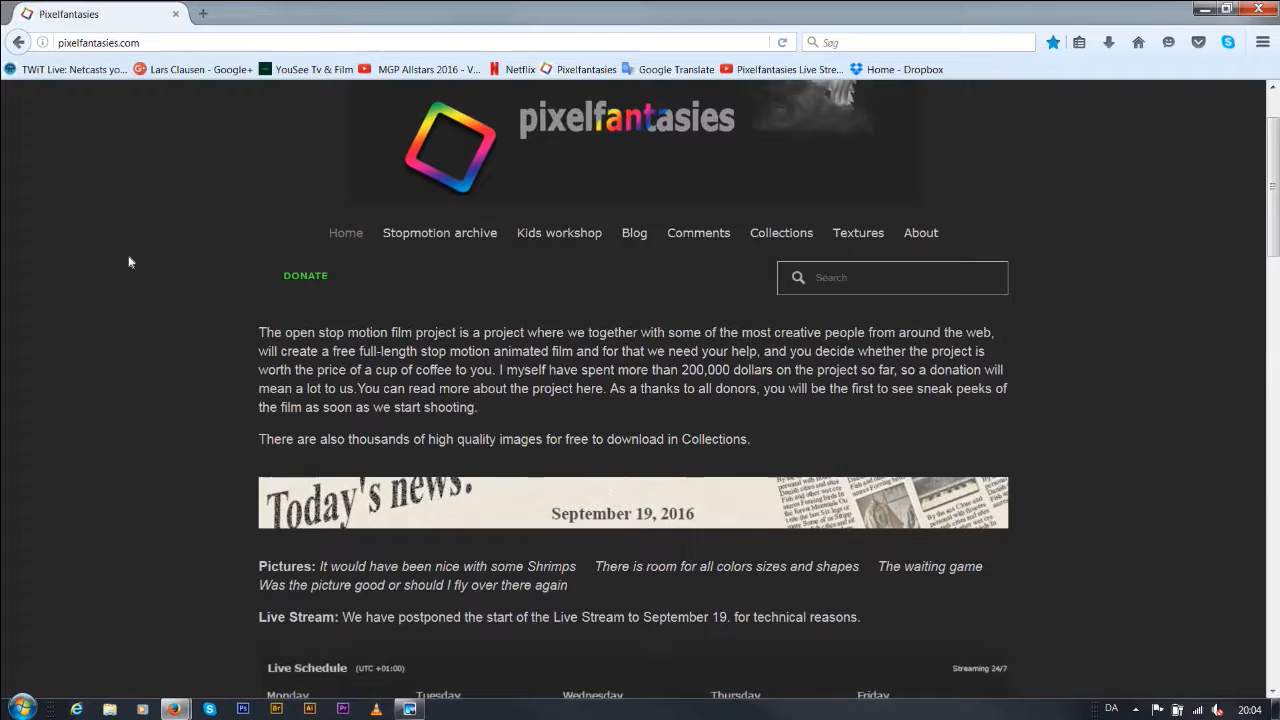 Pixelfantasies
pixelfantasies.com
Søg
TWiT Live: Netcasts yo... Lars Clausen - Google+ YouSee Tv & Film MGP Allstars 2016 - V... Netflix Pixelfantasies Google Translate Pixelfantasies Live Stre... Home - Dropbox
pixelfantasies
Home Stopmotion archive Kids workshop Blog Comments Collections Textures About
DONATE Search
The open stop motion film project is a project where we together with some of the most creative people from around the web,
will create a free full-length stop motion animated film and for that we need your help, and you decide whether the project is
worth the price of a cup of coffee to you. I myself have spent more than 200,000 dollars on the project so far, so a donation will
mean a lot to us.You can read more about the project here. As a thanks to all donors, you will be the first to see sneak peeks of
the film as soon as we start shooting.
There are also thousands of high quality images for free to download in Collections.
Today's news.
September 19, 2016
Pictures: It would have been nice with some Shrimps There is room for all colors sizes and shapes The waiting game
Was the picture good or should I fly over there again
Live Stream: We have postponed the start of the Live Stream to September 19. for technical reasons.
Live Schedule (UTC +01:00) Streaming 24/7
Monday Tuesday Wednesday Thursday Friday
Ps Br Ai Pr DA 20:04